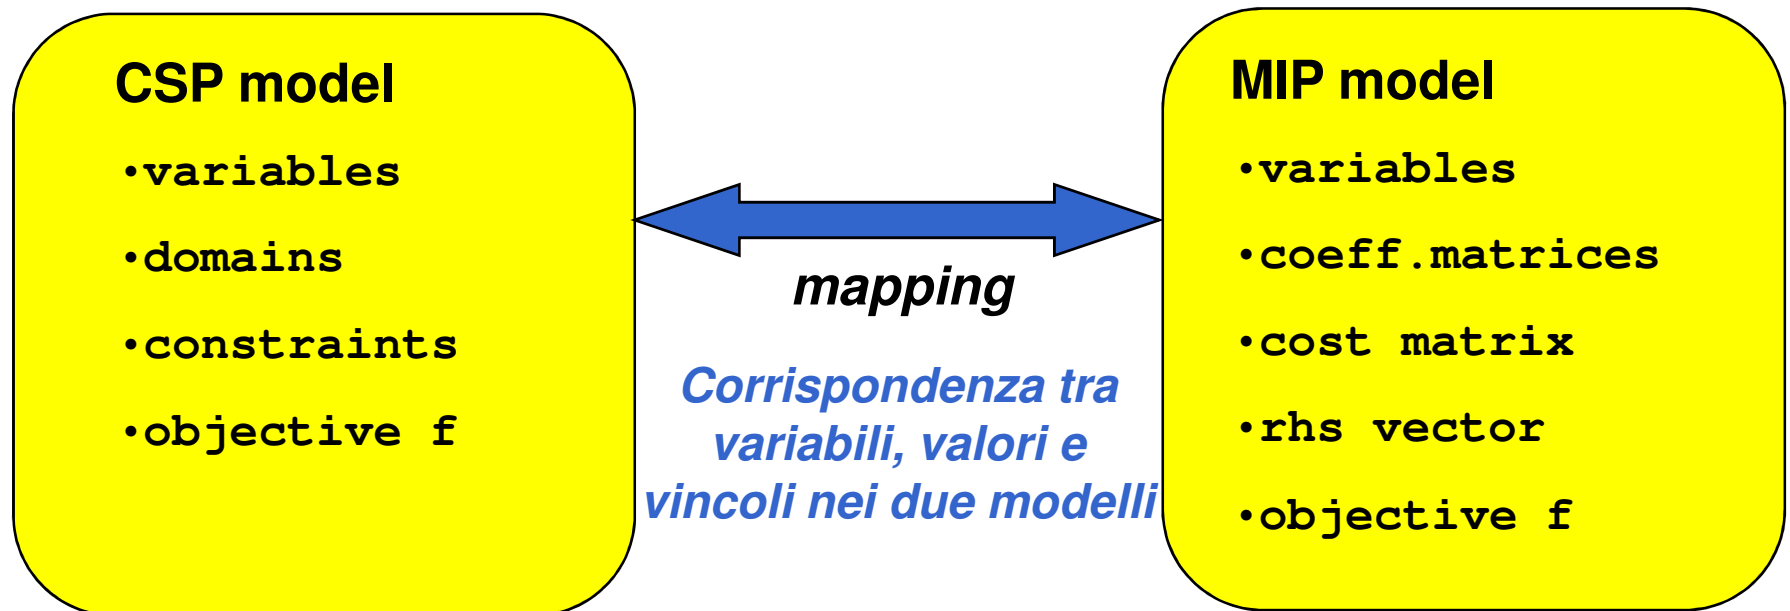 CSP model
•variables
•domains
•constraints
•objective f
mapping
Corrispondenza tra
variabili, valori e
vincoli nei due modelli
MIP model
•variables
•coeff.matrices
•cost matrix
•rhs vector
•objective f